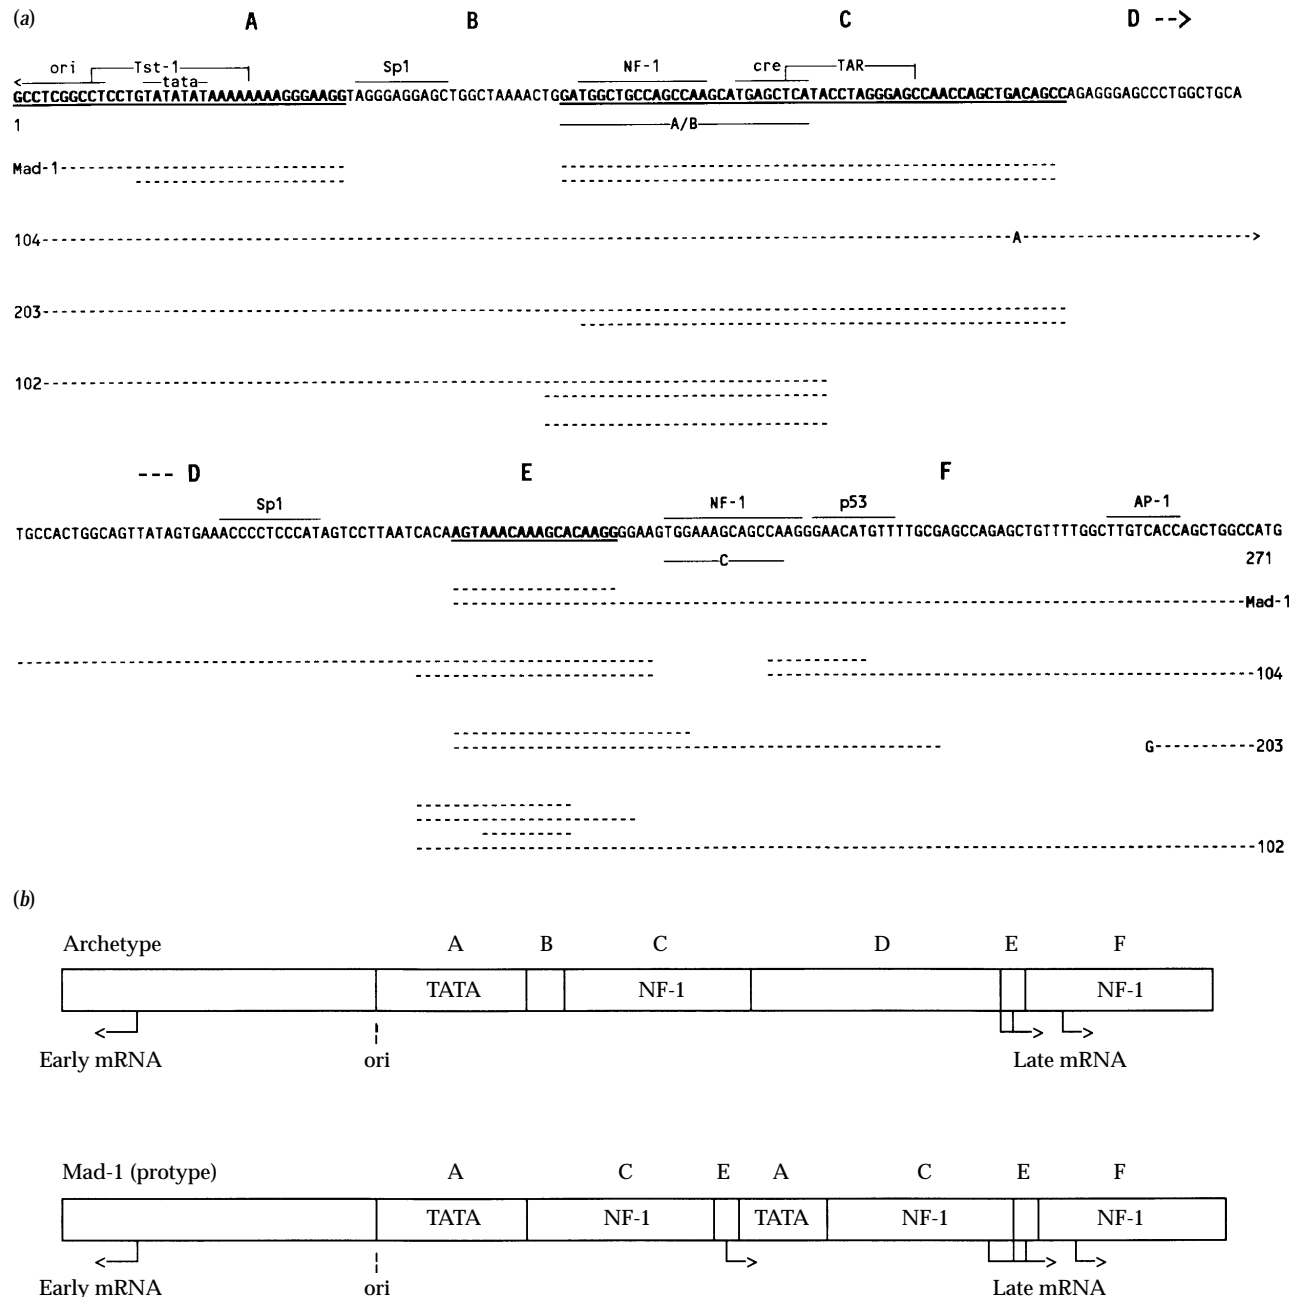 (a)
A B C D -->
ori Tst-1 Sp1 NF-1 cre TAR
tata
GCCTCGGCCTCCTGTATATATAAAAAAAAGGGAAGGTAGGGAGGAGCTGGCTAAAACTGGATGGCTGCCAGCCAAGCATGAGCTCATACCTAGGGAGCCAACCAGCTGACAGCCAGAGGGAGCCCTGGCTGCA
1 A/B
Mad-1
104 A
203
102
--- D E F
Sp1 NF-1 p53 AP-1
TGCCACTGGCAGTTATAGTGAAACCCCTCCCATAGTCCTTAATCACAAGTAAACAAAGCACAAGGGGAAGTGGAAAGCAGCCAAGGGAACATGTTTTGCGAGCCAGAGCTGTTTTGGCTTGTCACCAGCTGGCCATG
C 271
Mad-1
104
G 203
102
(b)
Archetype A B C D E F
TATA NF-1 NF-1
Early mRNA ori Late mRNA
Mad-1 (protype) A C E A C E F
TATA NF-1 TATA NF-1 NF-1
Early mRNA ori Late mRNA